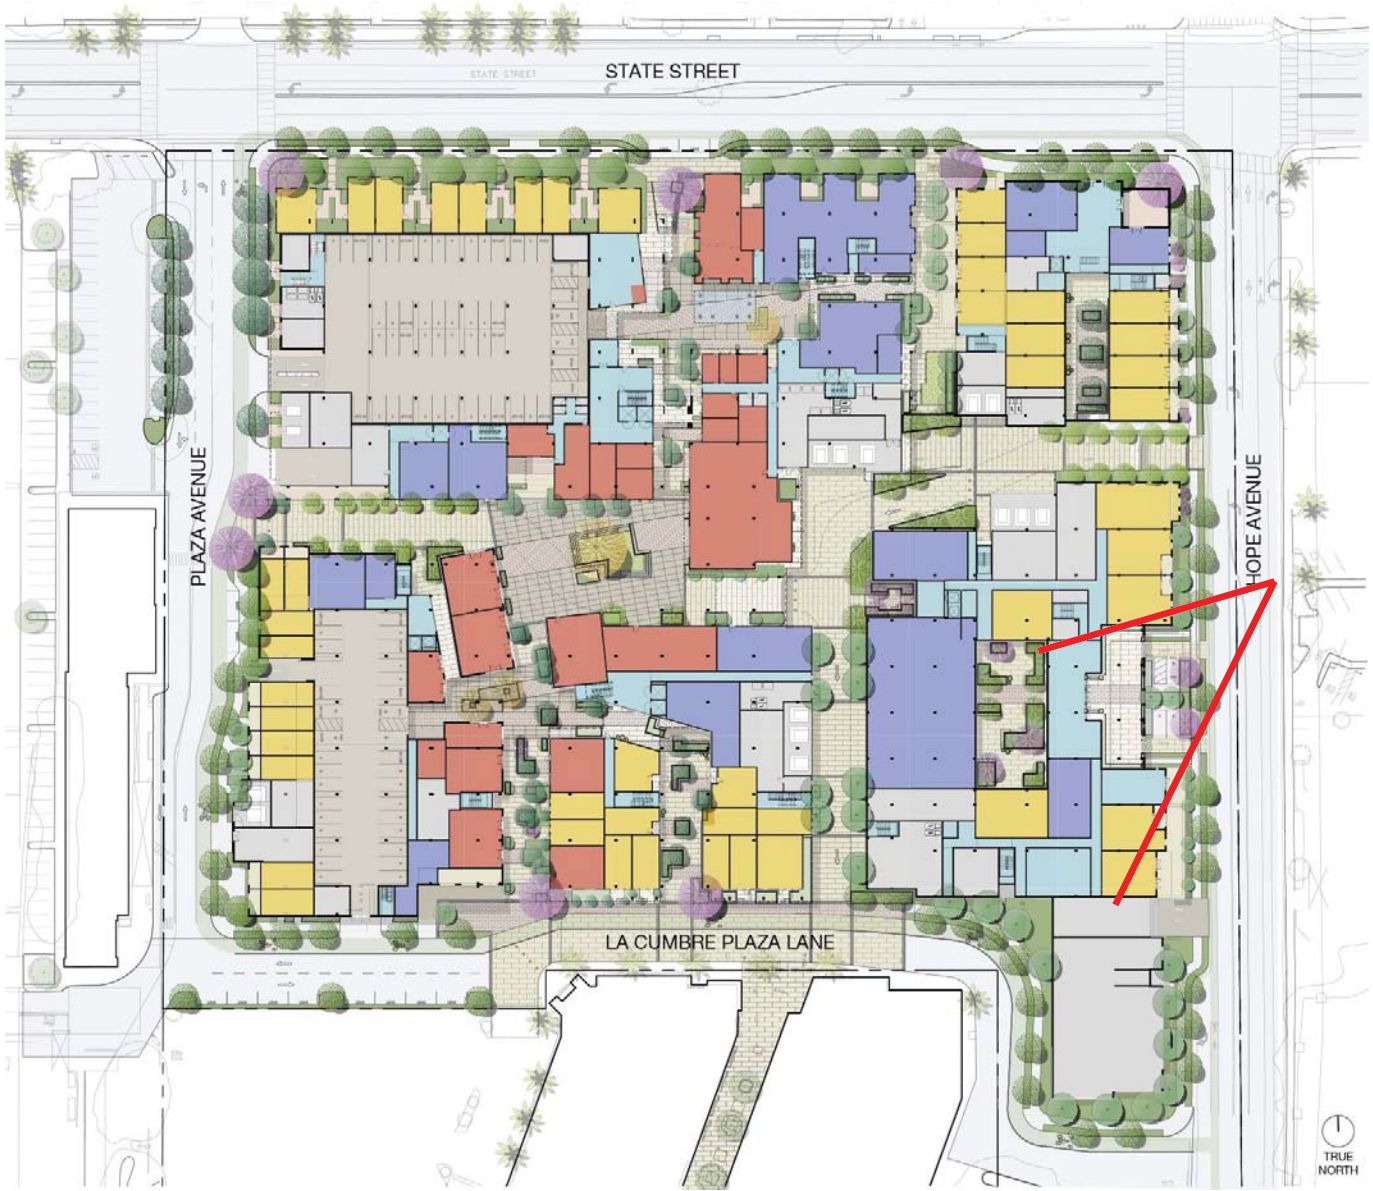 STATE STREET
STATE STREET
PLAZA AVENUE
HOPE AVENUE
LA CUMBRE PLAZA LANE
TRUE
NORTH